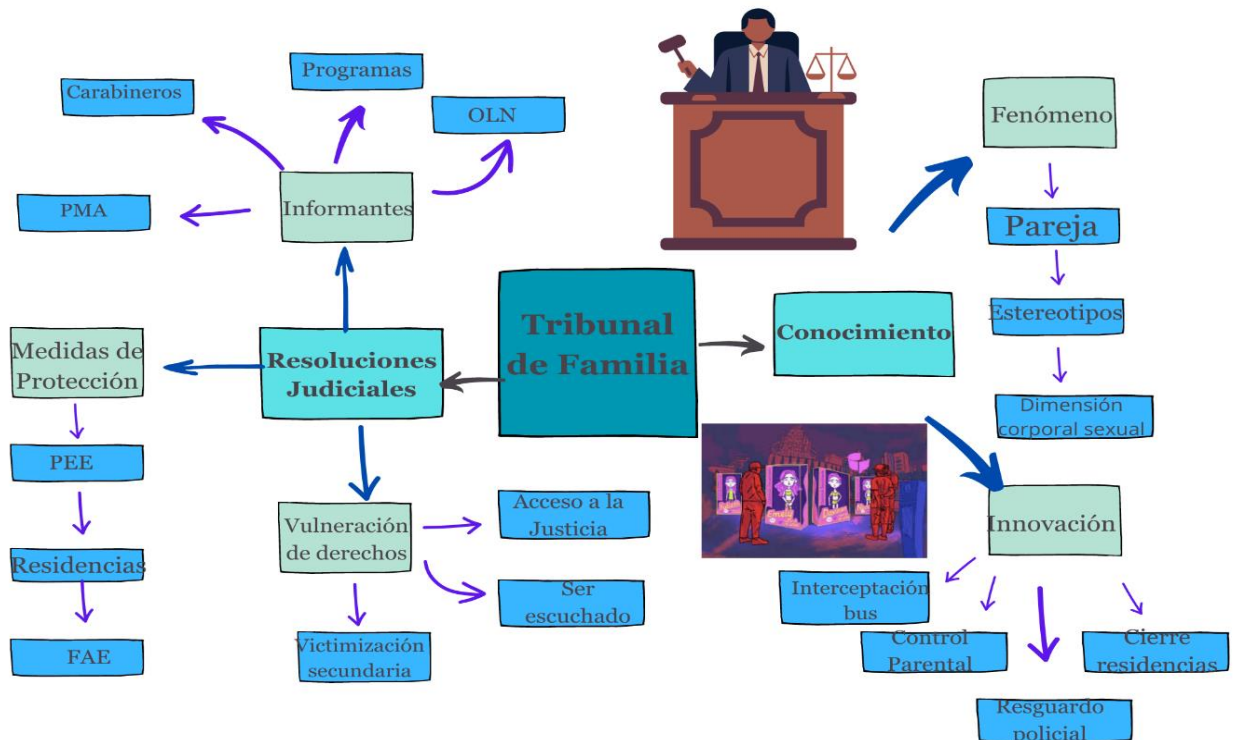 Programas
Carabineros
OLN
Informantes
PMA
Fenómeno
Pareja
Estereotipos
Dimensión
corporal sexual
Tribunal
de Familia
Conocimiento
Resoluciones
Judiciales
Medidas de
Protección
PEE
Residencias
FAE
Vulneración
de derechos
Acceso a la
Justicia
Ser
escuchado
Victimización
secundaria
Innovación
Interceptación
bus
Control
Parental
Cierre
residencias
Resguardo
policial